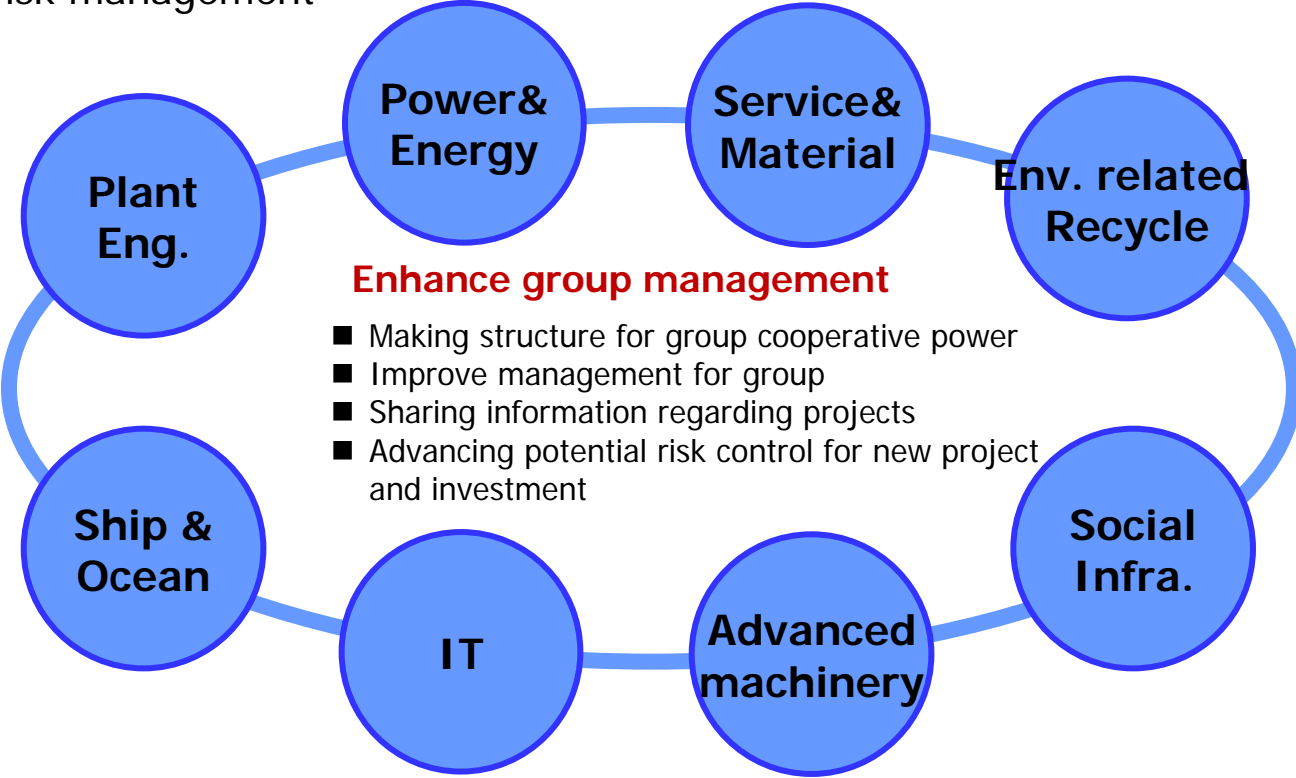 risk management
Power&
Energy
Service&
Material
Env. related
Recycle
Plant
Eng.
Enhance group management
■ Making structure for group cooperative power
■ Improve management for group
■ Sharing information regarding projects
■ Advancing potential risk control for new project
and investment
Ship &
Ocean
Social
Infra.
IT
Advanced
machinery